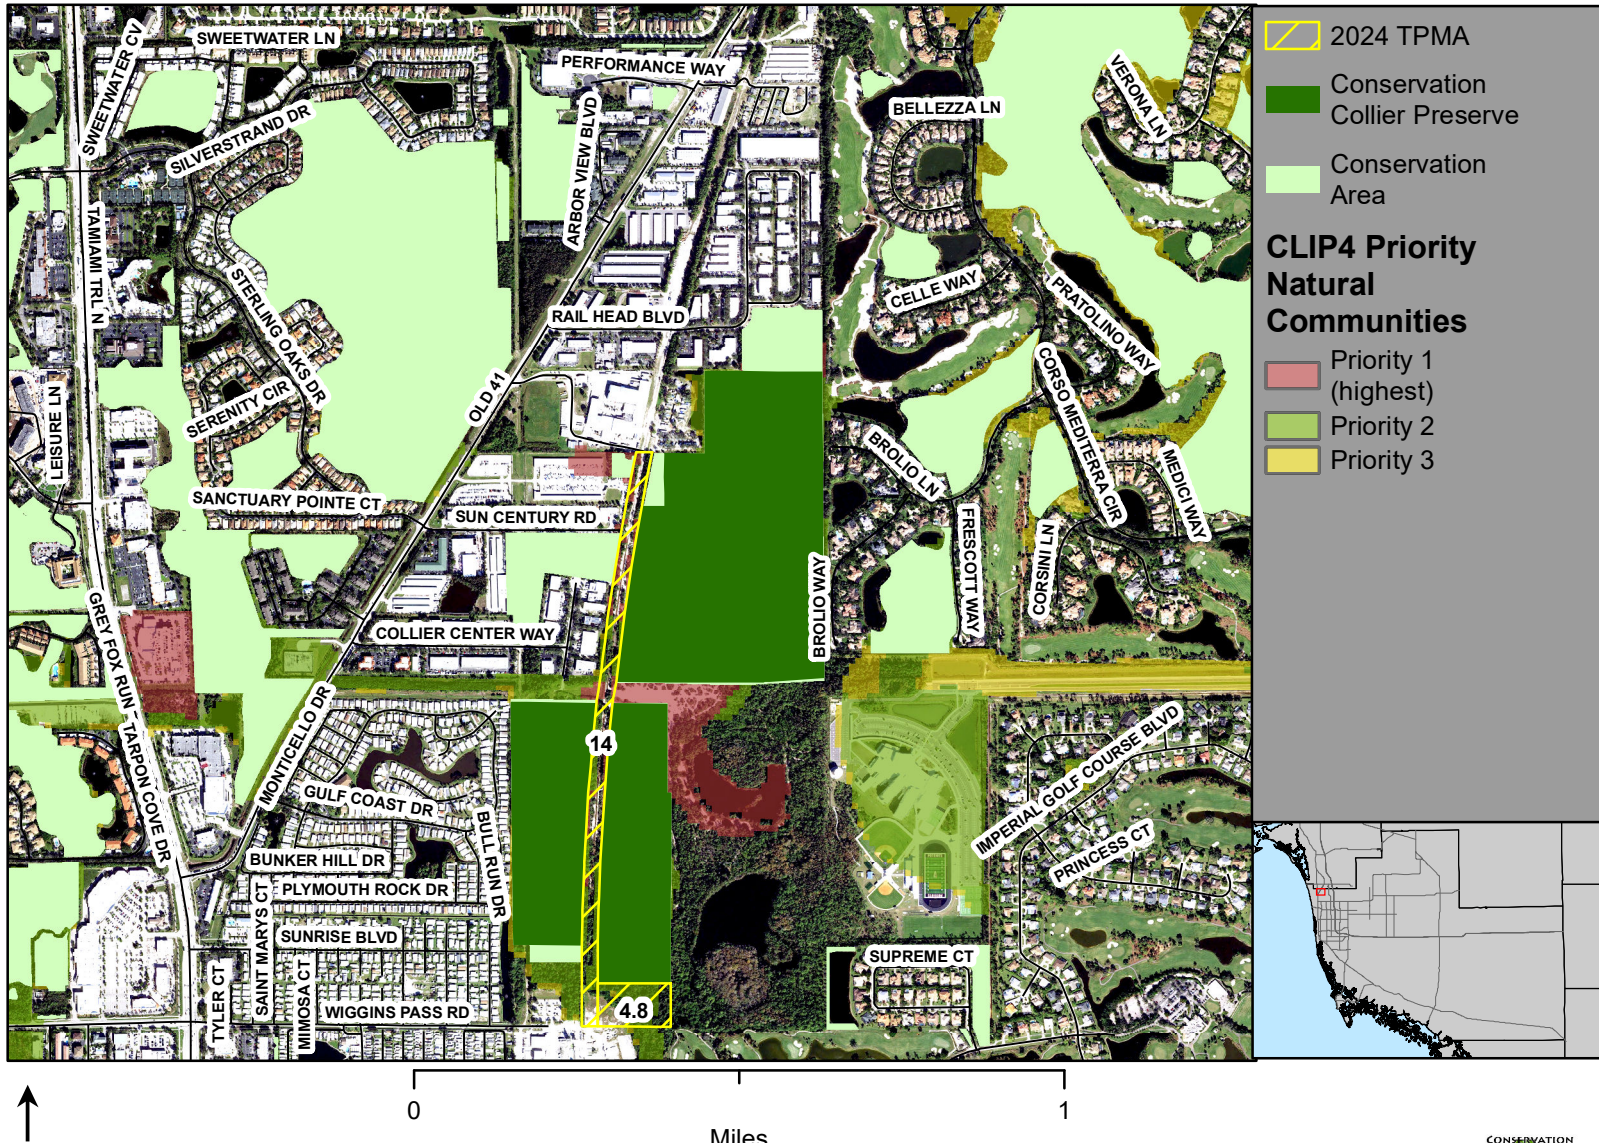 SWEETWATER LN
SWEETWATER CV
SILVERSTRAND DR
PERFORMANCE WAY
ARBOR VIEW BLVD
BELLEZZA LN
VERONA LN
TAMIAMI TRL N
STERLING OAKS DR
RAIL HEAD BLVD
CELLE WAY
PRATOLINO WAY
LEISURE LN
SERENITY CIR
OLD 41
CORSO MEDITERRA CIR
BROLIO LN
MEDICI WAY
SANCTUARY POINTE CT
SUN CENTURY RD
FRESCOTT WAY
CORSINI LN
BROLIO WAY
GREY FOX RUN - TARPON COVE DR
COLLIER CENTER WAY
MONTICELLO DR
14
IMPERIAL GOLF COURSE BLVD
GULF COAST DR
BULL RUN DR
PRINCESS CT
BUNKER HILL DR
PLYMOUTH ROCK DR
SAINT MARYS CT
SUNRISE BLVD
SUPREME CT
TYLER CT
MIMOSA CT
WIGGINS PASS RD
4.8
2024 TPMA
Conservation
Collier Preserve
Conservation
Area
CLIP4 Priority
Natural
Communities
Priority 1
(highest)
Priority 2
Priority 3
0
1
Miles
CONSERVATION